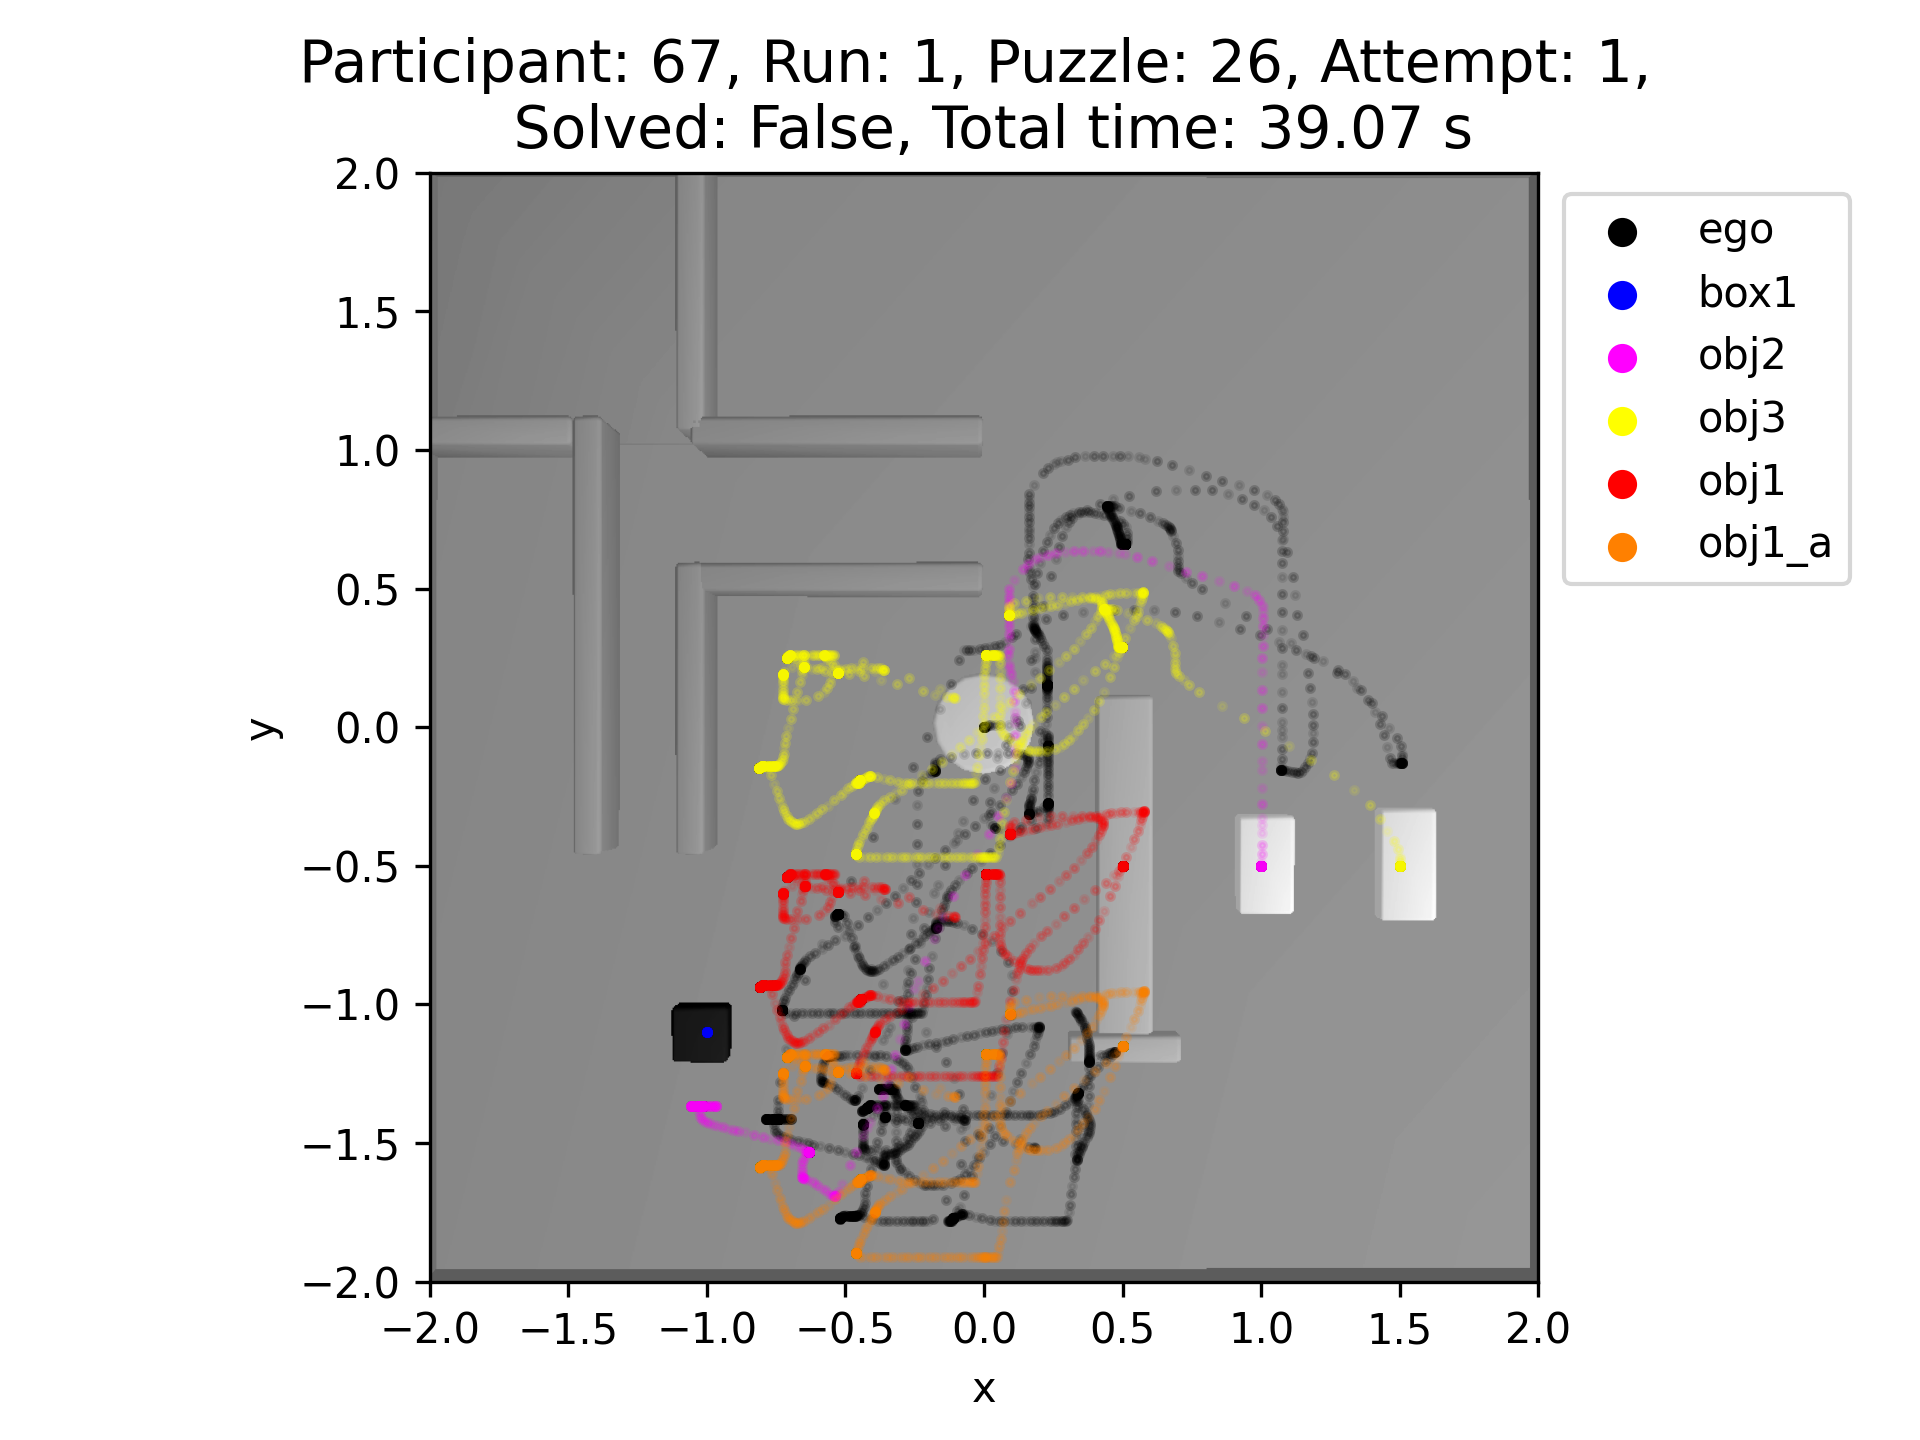 Participant: 67, Run: 1, Puzzle: 26, Attempt: 1,
Solved: False, Total time: 39.07 s
2.0
1.5
1.0
0.5
0.0
−0.5
−1.0
−1.5
−2.0
y
−2.0 −1.5 −1.0 −0.5 0.0 0.5 1.0 1.5 2.0
x
ego
box1
obj2
obj3
obj1
obj1_a